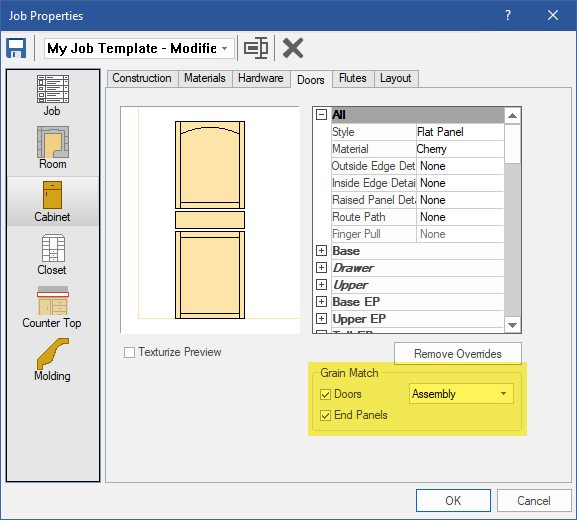 Job Properties
?
My Job Template - Modifie
Job
Room
Cabinet
Closet
Counter Top
Molding
Construction Materials Hardware Doors Flutes Layout
All
Style Flat Panel
Material Cherry
Outside Edge Det None
Inside Edge Detai None
Raised Panel Deta None
Route Path None
Finger Pull None
Base
Drawer
Upper
Base EP
Upper EP
Tall EP
Texturize Preview
Remove Overrides
Grain Match
Doors Assembly
End Panels
OK Cancel